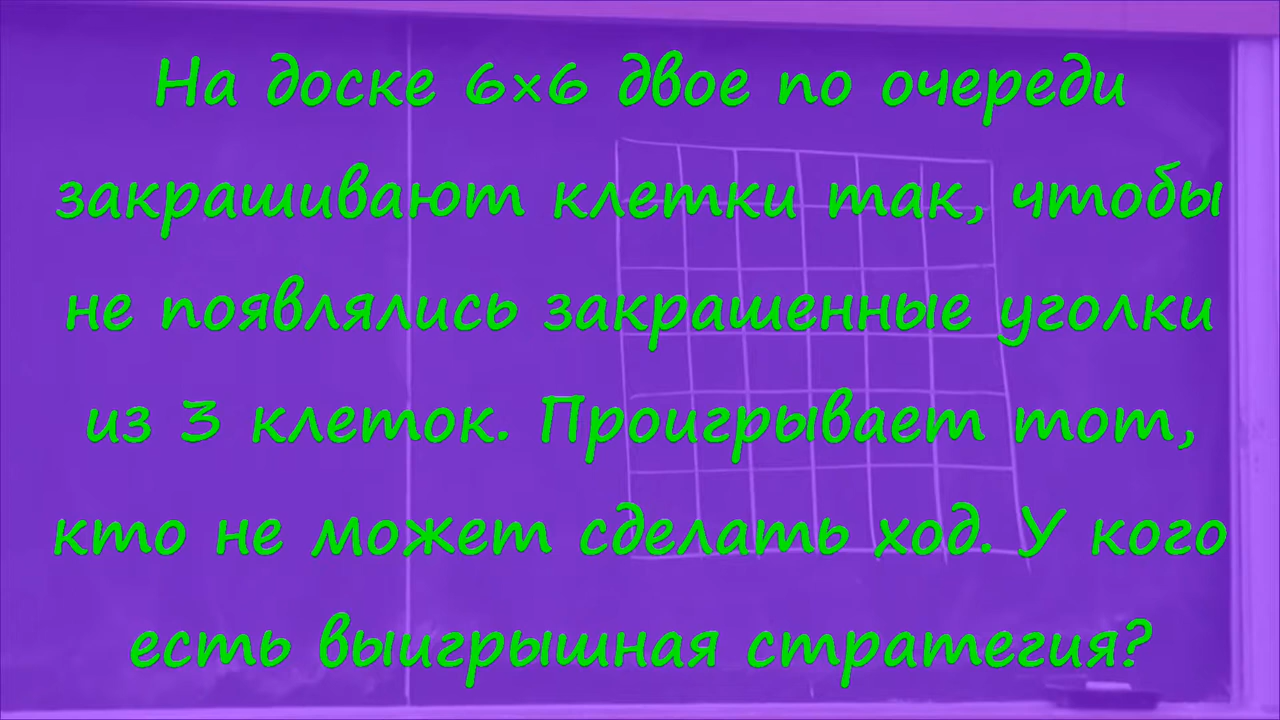 На доске 6×6 двое по очереди
закрашивают клетки так, чтобы
не появлялись закрашенные уголки
из 3 клеток. Проигрывает тот,
кто не может сделать ход. У кого
есть выигрышная стратегия?